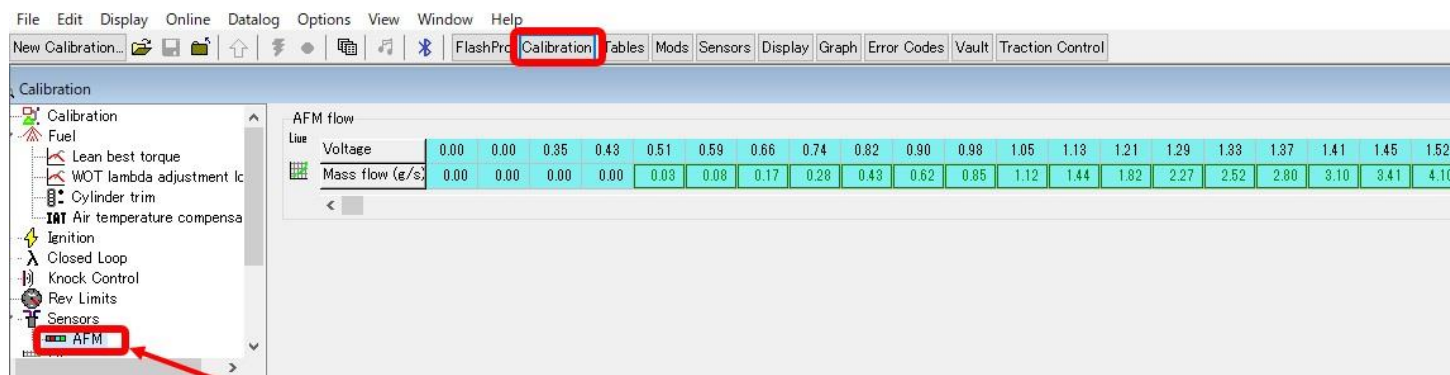 File Edit Display Online Datalog Options View Window Help
New Calibration... FlashPro Calibration Tables Mods Sensors Display Graph Error Codes Vault Traction Control
Calibration
Calibration
Fuel
Lean best torque
WOT lambda adjustment lo
Cylinder trim
IAT Air temperature compensa
Ignition
λ Closed Loop
Knock Control
Rev Limits
Sensors
AFM
AFM flow
Live
Voltage 0.00 0.00 0.35 0.43 0.51 0.59 0.66 0.74 0.82 0.90 0.98 1.05 1.13 1.21 1.29 1.33 1.37 1.41 1.45 1.52
Mass flow (g/s) 0.00 0.00 0.00 0.00 0.03 0.08 0.17 0.28 0.43 0.62 0.85 1.12 1.44 1.82 2.27 2.52 2.80 3.10 3.41 4.10